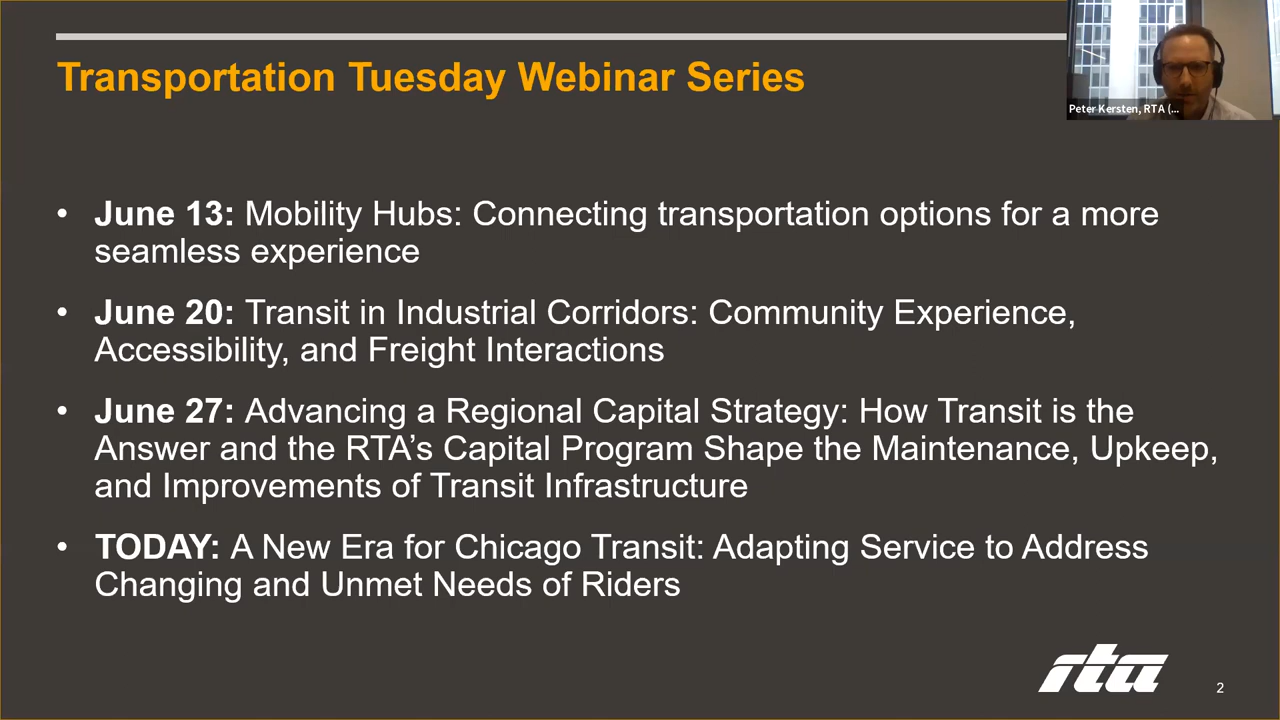 Transportation Tuesday Webinar Series
Peter Kersten, RTA (...
• June 13: Mobility Hubs: Connecting transportation options for a more
seamless experience
• June 20: Transit in Industrial Corridors: Community Experience,
Accessibility, and Freight Interactions
• June 27: Advancing a Regional Capital Strategy: How Transit is the
Answer and the RTA’s Capital Program Shape the Maintenance, Upkeep,
and Improvements of Transit Infrastructure
• TODAY: A New Era for Chicago Transit: Adapting Service to Address
Changing and Unmet Needs of Riders
rta
2